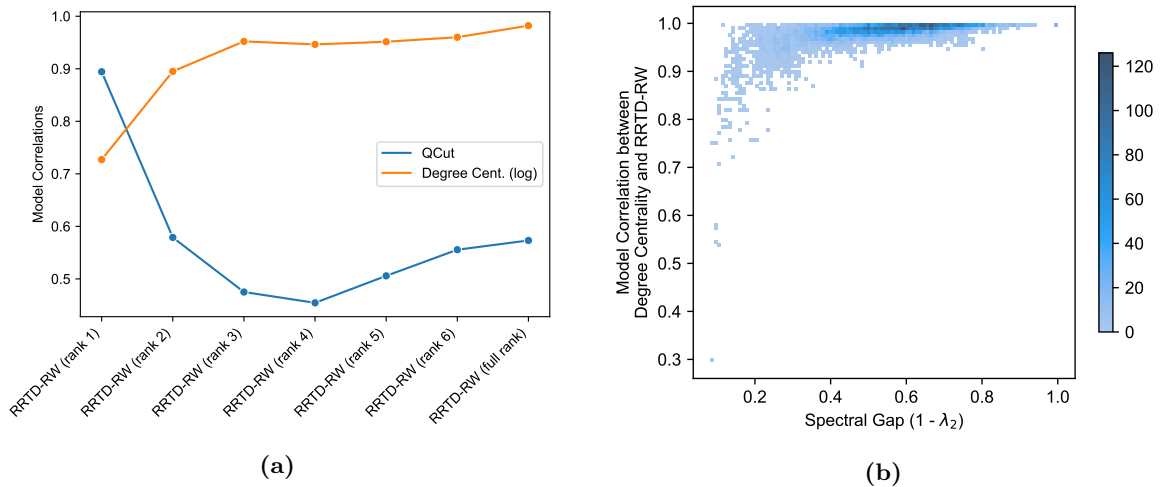 1.0
0.9
0.8
0.7
0.6
0.5
Model Correlations
QCut
Degree Cent. (log)
RRTD-RW (rank 1)
RRTD-RW (rank 2)
RRTD-RW (rank 3)
RRTD-RW (rank 4)
RRTD-RW (rank 5)
RRTD-RW (rank 6)
RRTD-RW (full rank)
(a)
Model Correlation between
Degree Centrality and RRTD-RW
1.0
0.9
0.8
0.7
0.6
0.5
0.4
0.3
0.2
0.4
0.6
0.8
1.0
Spectral Gap (1 - λ₂)
120
100
80
60
40
20
0
(b)